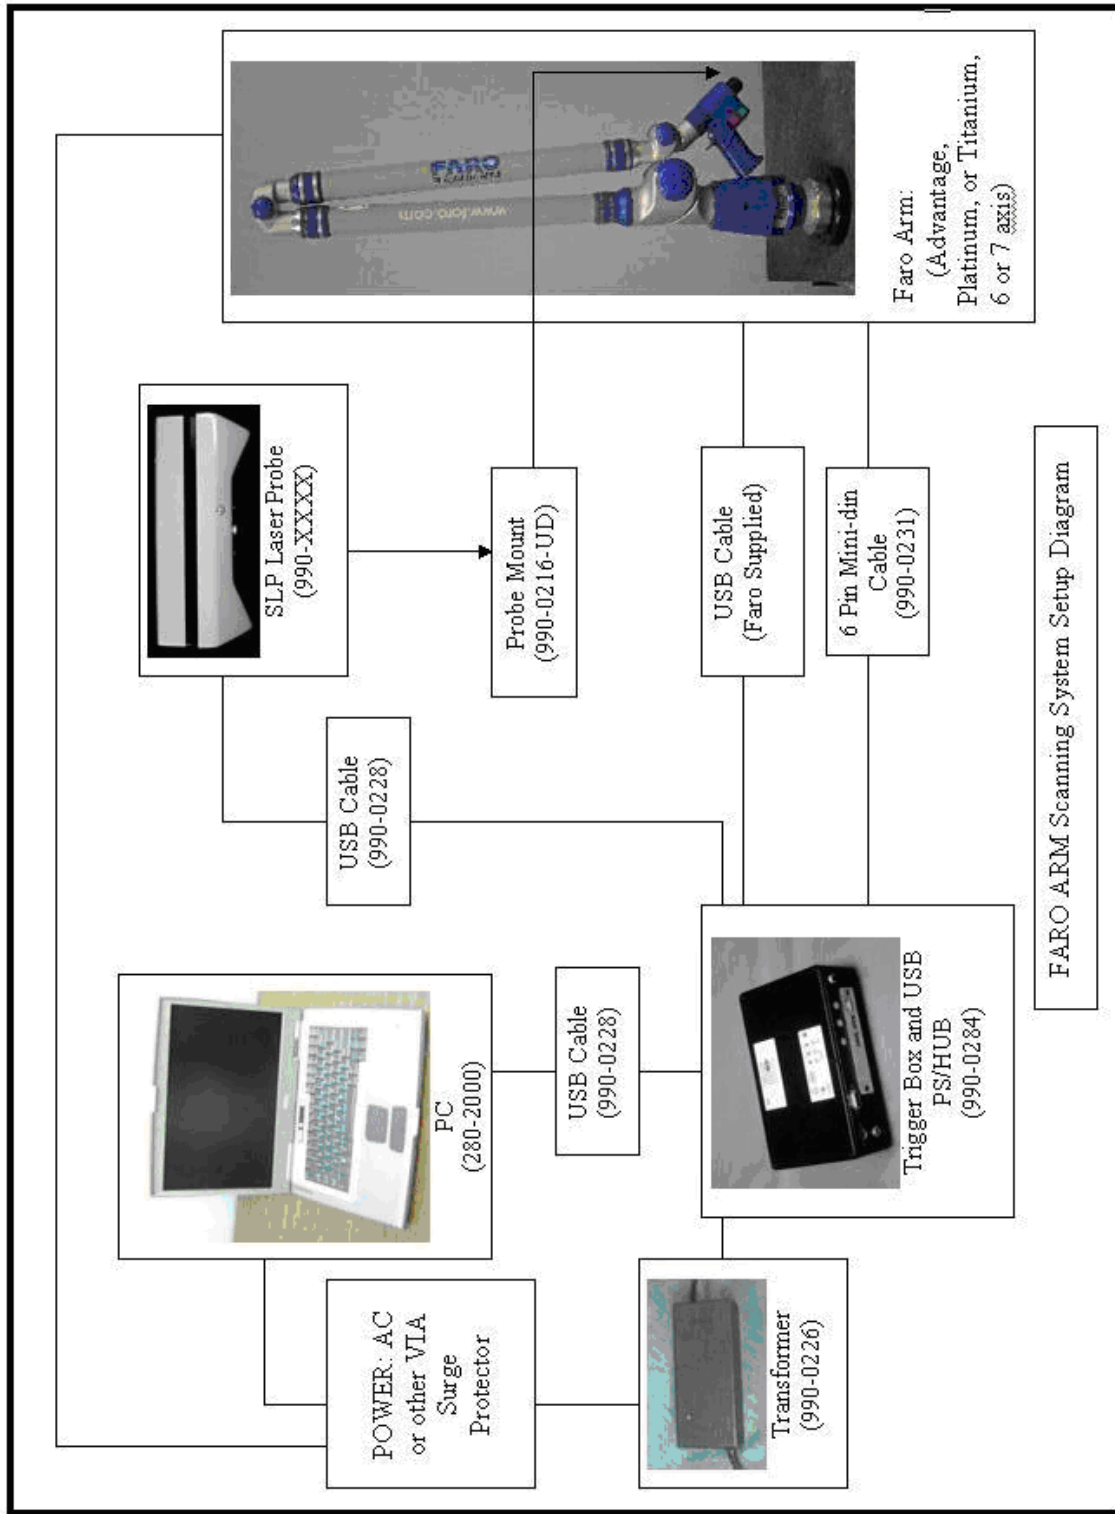 POWER: AC
or other VIA
Surge
Protector
PC
(280-2000)
SLP Laser Probe
(990-XXXX)
USB Cable
(990-0228)
Transformer
(990-0226)
USB Cable
(990-0228)
Trigger Box and USB
PS/HUB
(990-0284)
Probe Mount
(990-0216-UD)
USB Cable
(Faro Supplied)
6 Pin Mini-din
Cable
(990-0231)
FARO
www.faro.com
Faro Arm:
(Advantage,
Platinum, or Titanium,
6 or 7 axis)
FARO ARM Scanning System Setup Diagram